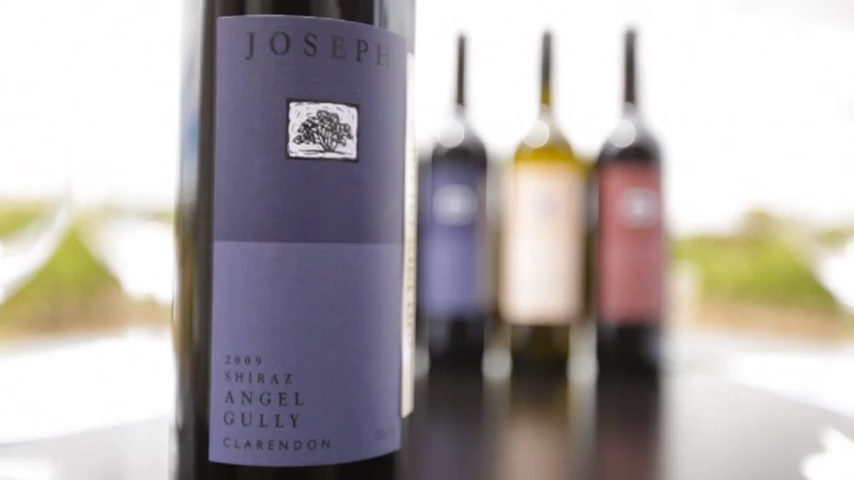 JOSEPH
2009
SHIRAZ
ANGEL
GULLY
CLARENDON